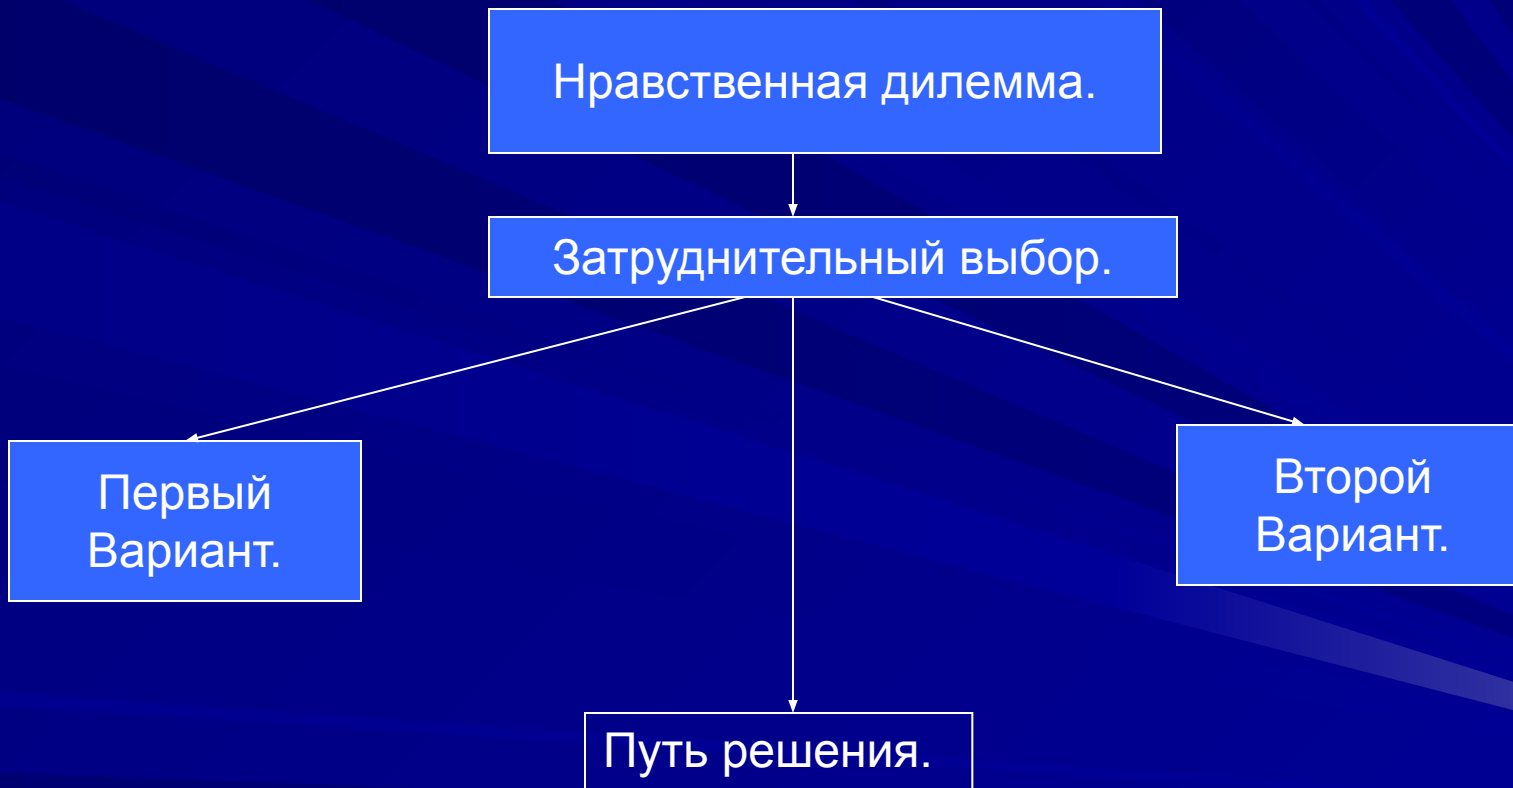 Нравственная дилемма.
Затруднительный выбор.
Первый
Вариант.
Второй
Вариант.
Путь решения.